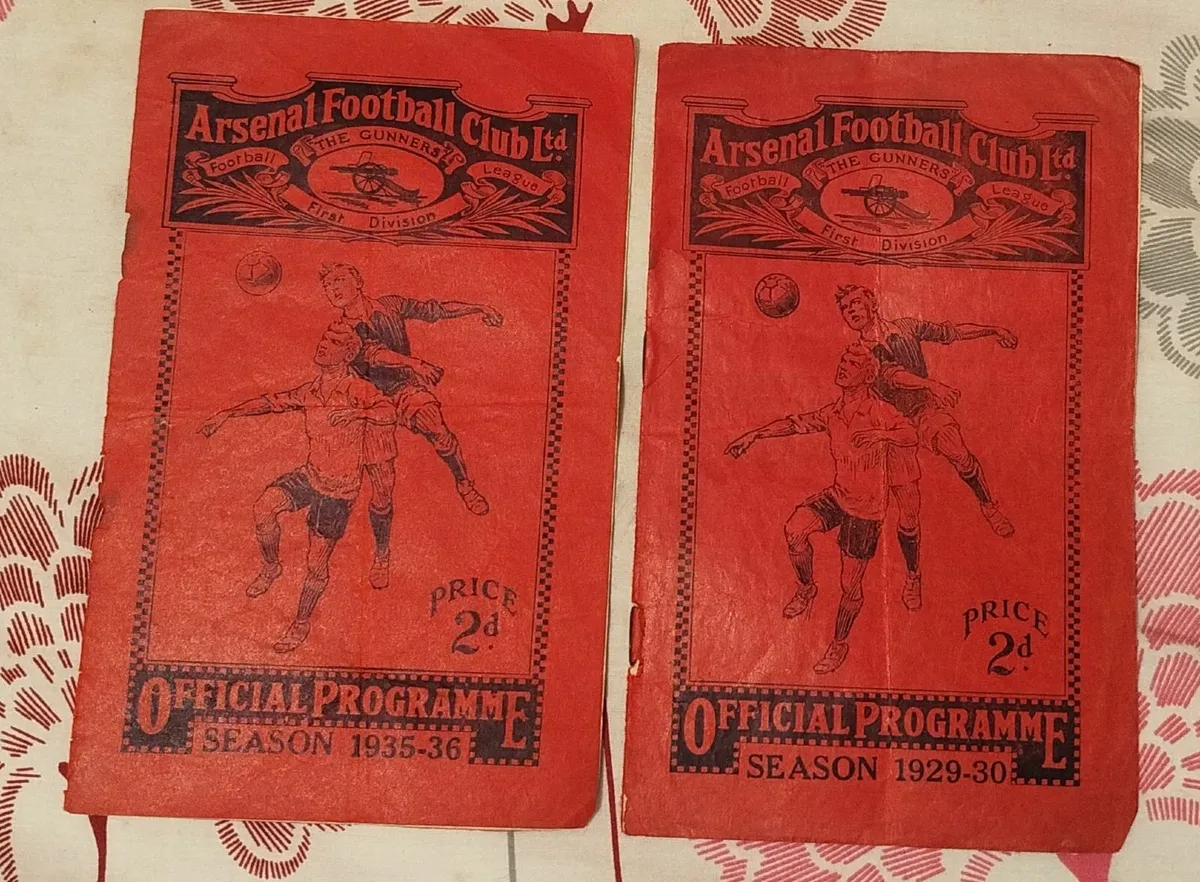 Arsenal Football Club Ltd.
THE GUNNERS
Football League
First Division
PRICE
2d.
OFFICIAL PROGRAMME
SEASON 1935-36
Arsenal Football Club Ltd.
THE GUNNERS
Football League
First Division
PRICE
2d.
OFFICIAL PROGRAMME
SEASON 1929-30